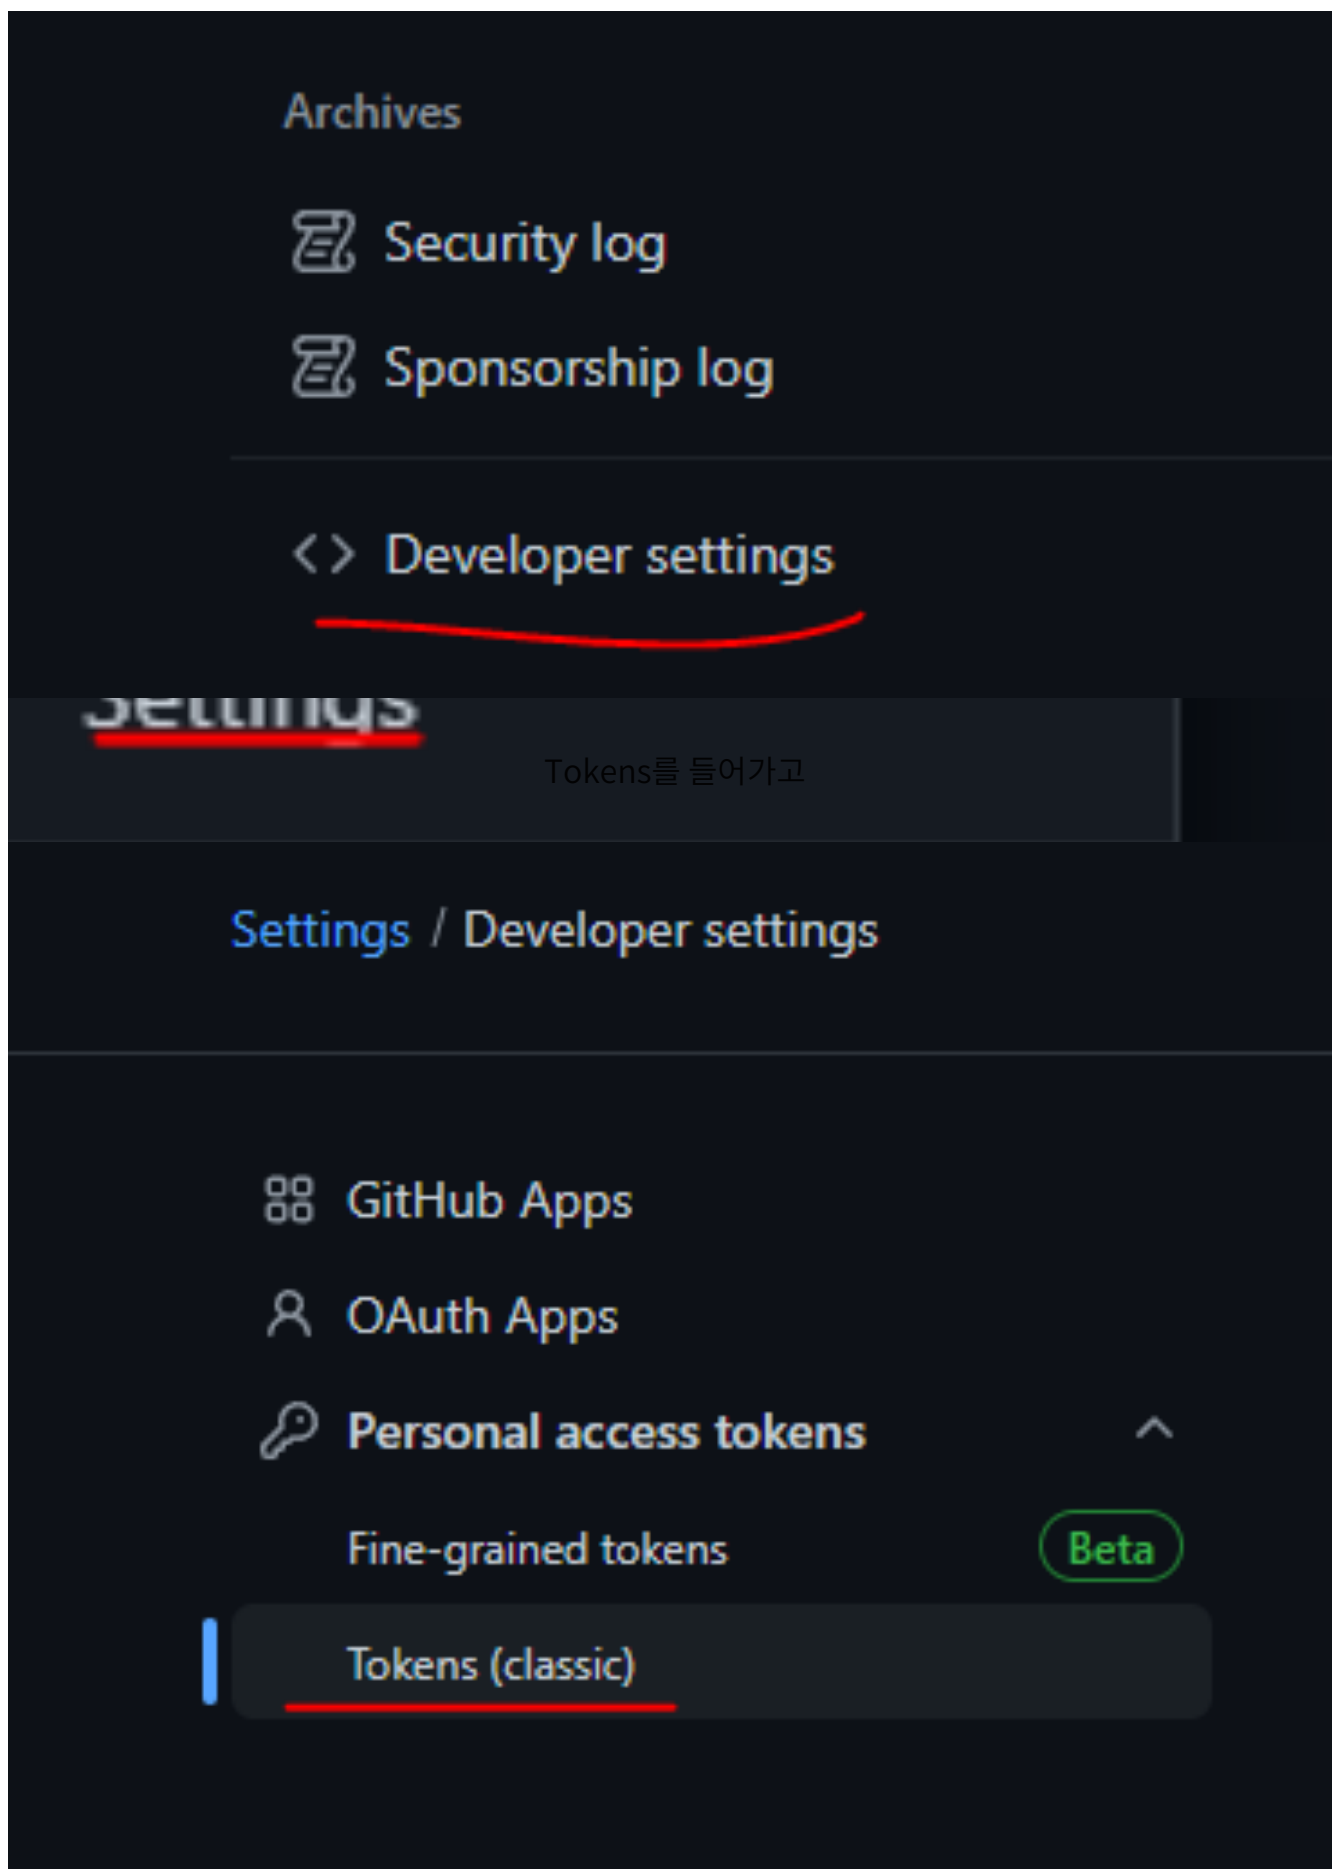 Archives
Security log
Sponsorship log
Developer settings
Settings
Tokens를 들어가고
Settings / Developer settings
GitHub Apps
OAuth Apps
Personal access tokens
Fine-grained tokens Beta
Tokens (classic)